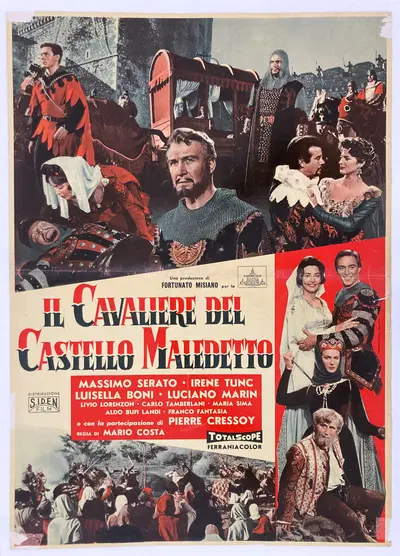 Una produzione di
FORTUNATO MISIANO per la
IL CAVALIERE DEL
CASTELLO MALEDETTO
MASSIMO SERATO · IRENE TUNC
LUISELLA BONI · LUCIANO MARIN
LIVIO LORENZON · CARLO TAMBERLANI · MARIA SIMA
ALDO BUFI LANDI · FRANCO FANTASIA
e con la partecipazione di PIERRE CRESSOY
REGIA DI MARIO COSTA
DISTRIBUZIONE
S.I.D.E.N
FILM
TOTALSCOPE
FERRANIACOLOR